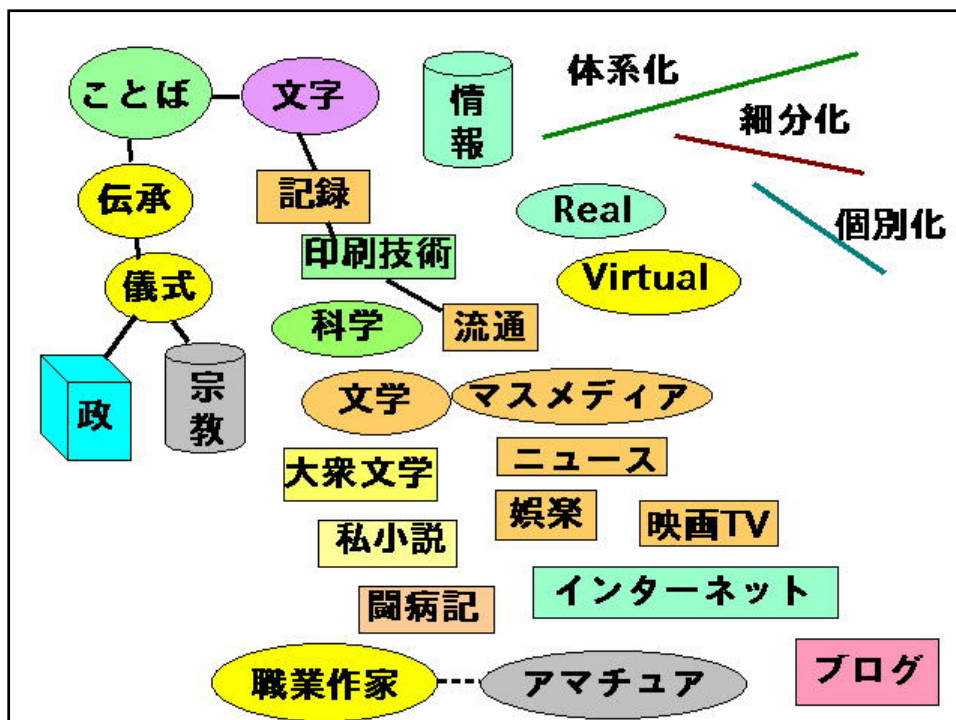 ことば
文字
情報
体系化
細分化
個別化
伝承
記録
Real
儀式
印刷技術
Virtual
科学
流通
政
宗教
文学
マスメディア
大衆文学
ニュース
私小説
娯楽
映画TV
闘病記
インターネット
職業作家
アマチュア
ブログ